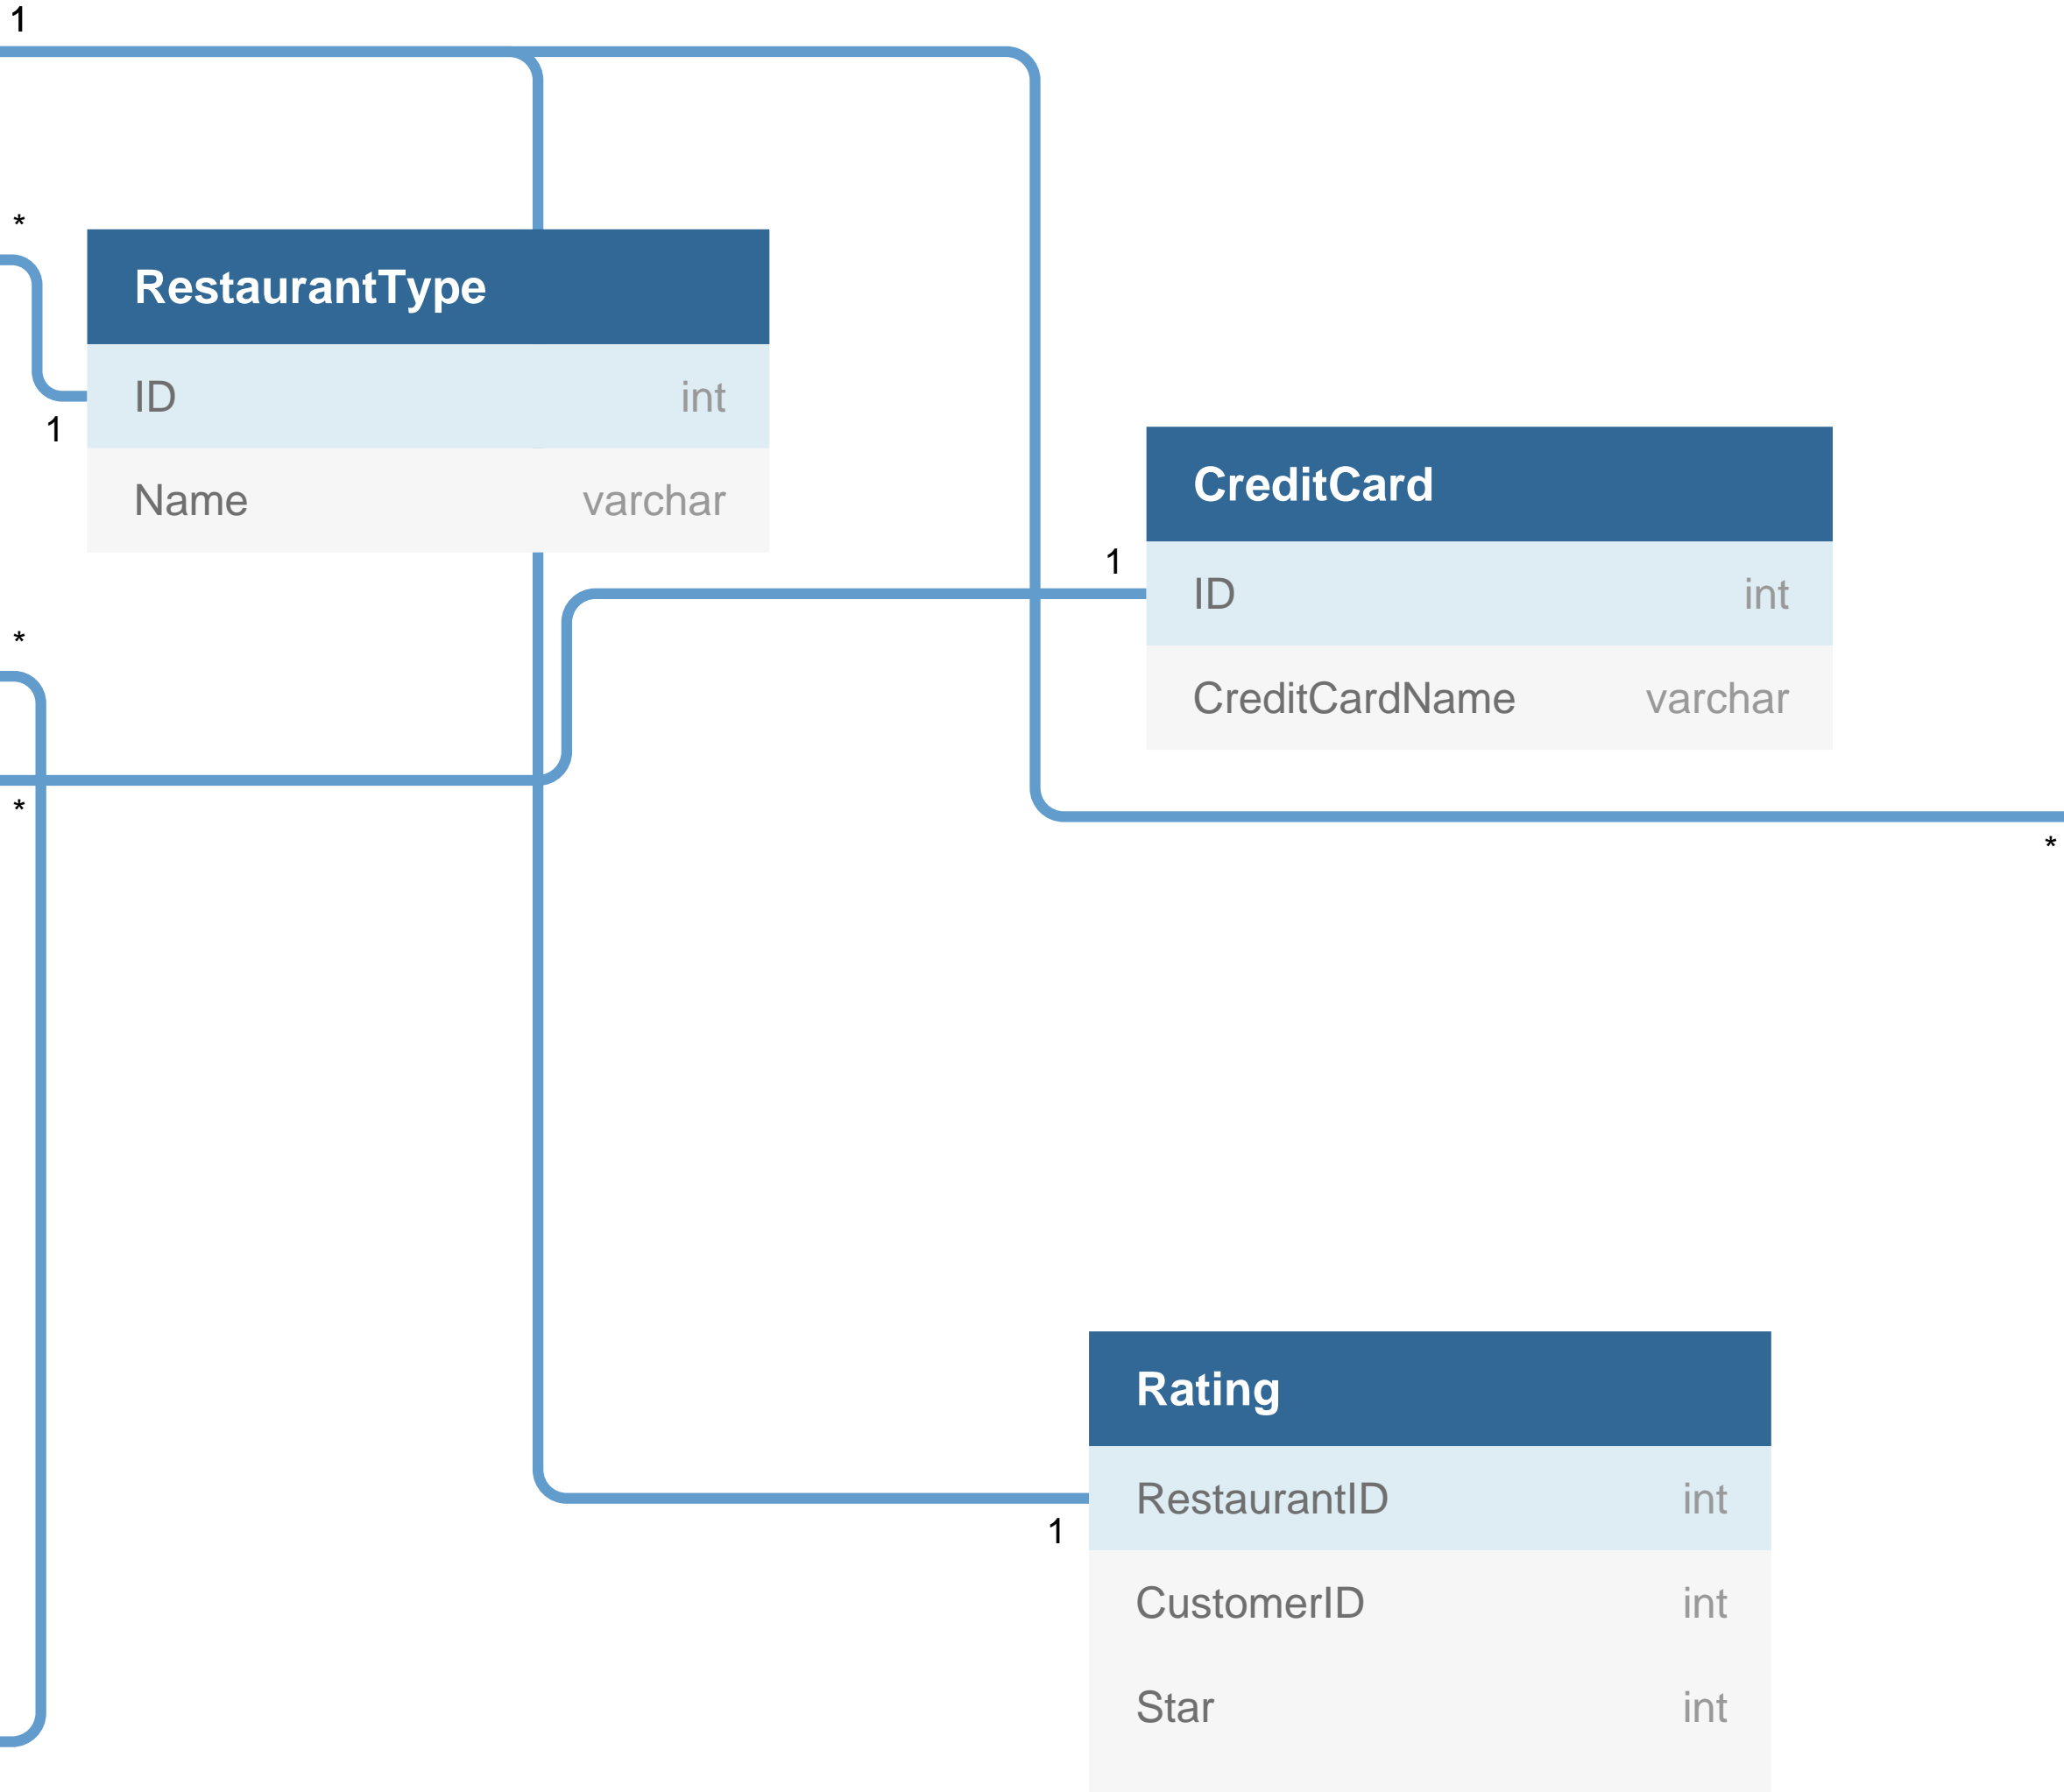 1
*
RestaurantType
ID int
1
Name varchar
CreditCard
1
ID int
*
CreditCardName varchar
*
*
Rating
RestaurantID int
1
CustomerID int
Star int